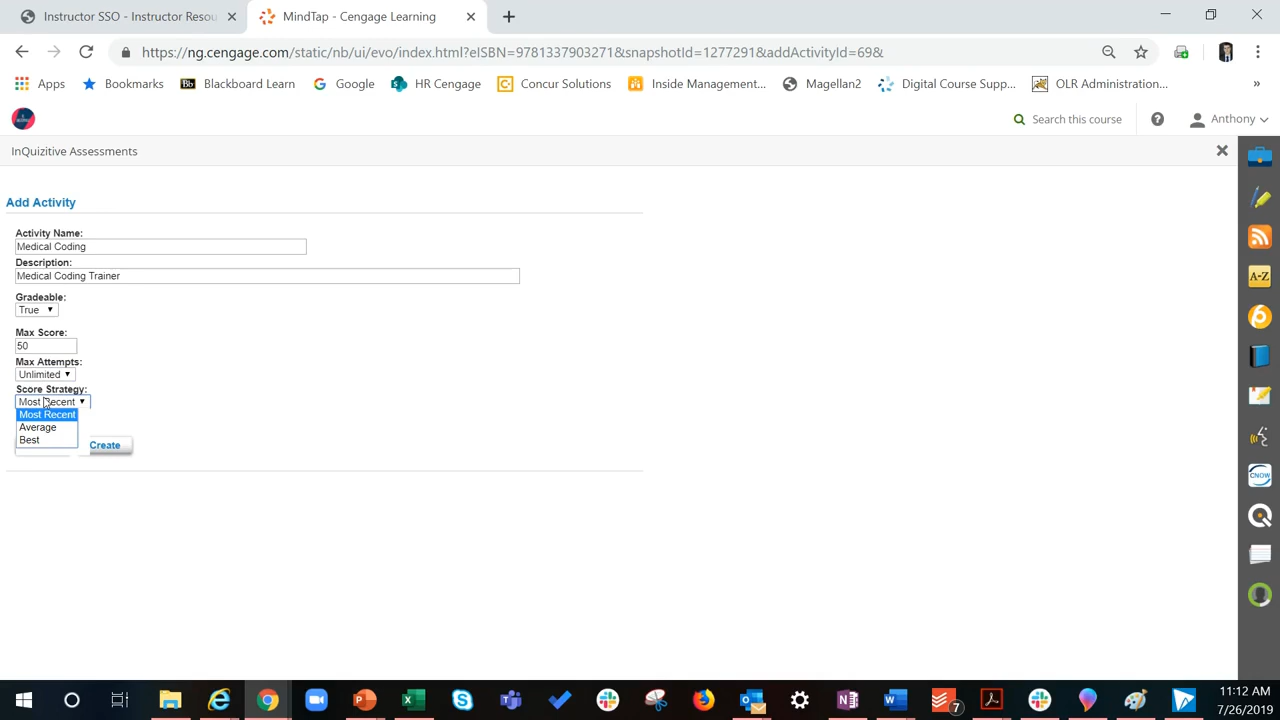 Instructor SSO - Instructor Resou
MindTap - Cengage Learning
https://ng.cengage.com/static/nb/ui/evo/index.html?eISBN=9781337903271&snapshotId=1277291&addActivityId=69&
Apps
Bookmarks
Bb
Blackboard Learn
Google
HR Cengage
Concur Solutions
Inside Management...
Magellan2
Digital Course Supp...
OLR Administration...
»
Search this course
Anthony
InQuizitive Assessments
Add Activity
Activity Name:
Medical Coding
Description:
Medical Coding Trainer
Gradeable:
True
Max Score:
50
Max Attempts:
Unlimited
Score Strategy:
Most Recent
Most Recent
Average
Best
Create
A-Z
CNOW
7
11:12 AM
7/26/2019